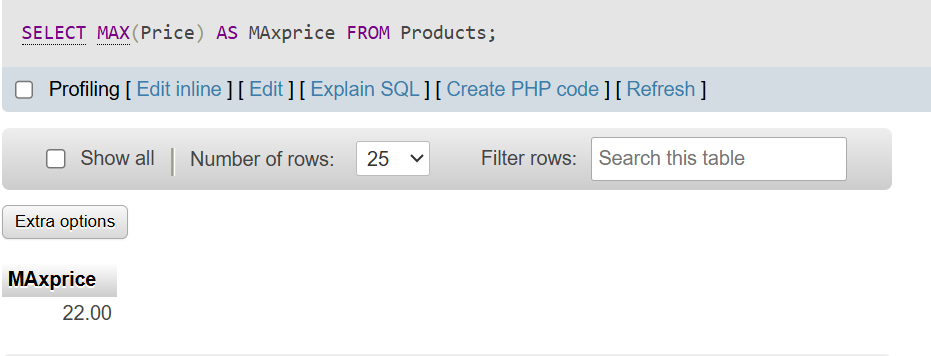 SELECT MAX(Price) AS MAxprice FROM Products;
Profiling [ Edit inline ] [ Edit ] [ Explain SQL ] [ Create PHP code ] [ Refresh ]
Show all Number of rows: 25 Filter rows: Search this table
Extra options
MAxprice
22.00